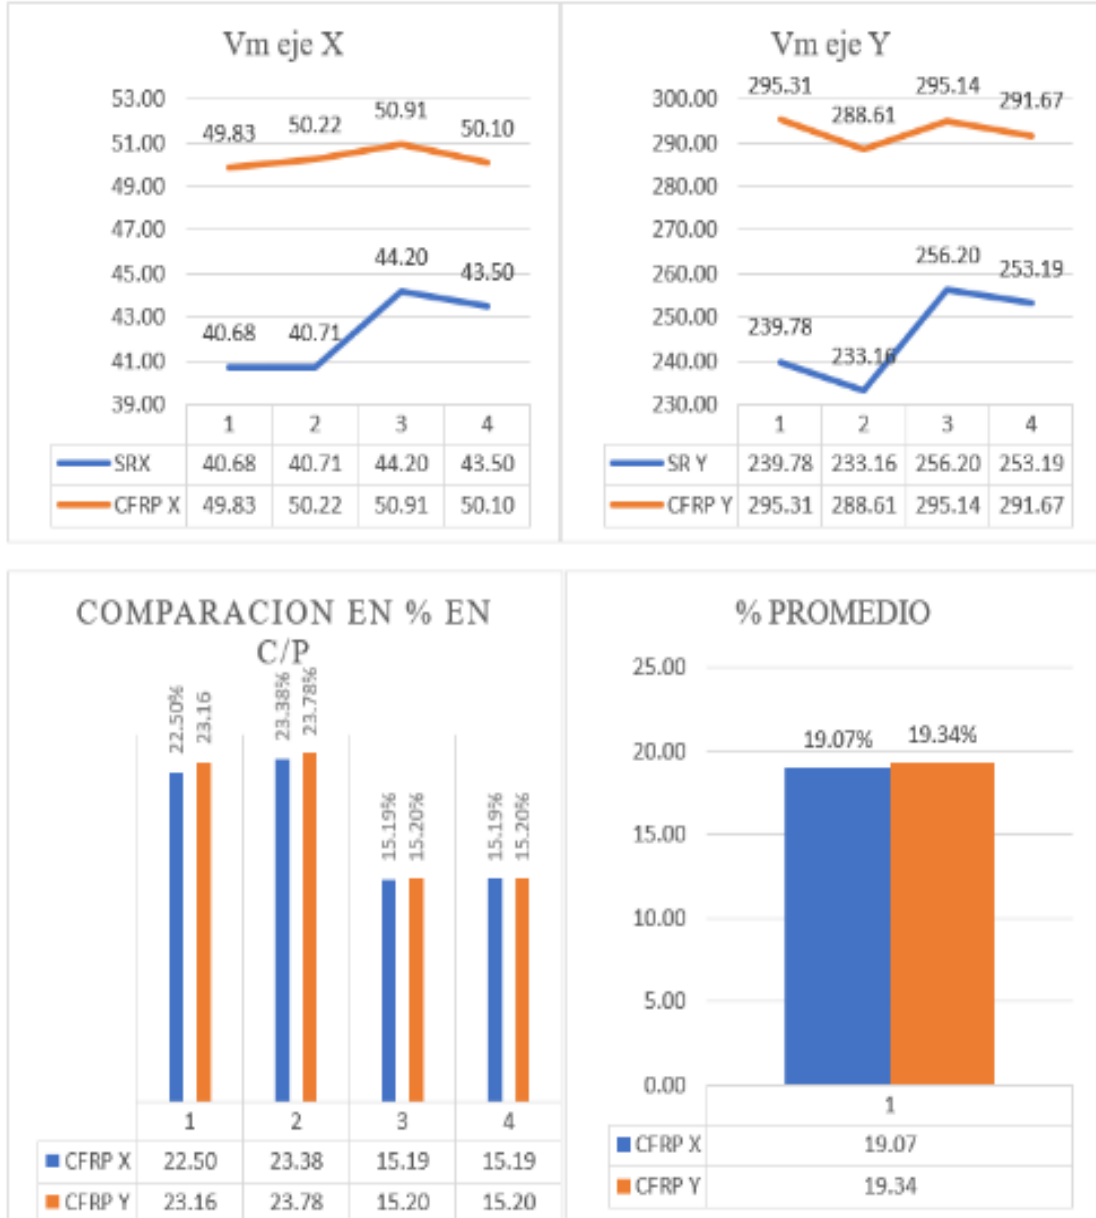 Vm eje X
53.00
51.00
49.00
47.00
45.00
43.00
41.00
39.00
49.83 50.22 50.91 50.10
40.68 40.71 44.20 43.50
1 2 3 4
SRX 40.68 40.71 44.20 43.50
CFRP X 49.83 50.22 50.91 50.10
Vm eje Y
300.00
290.00
280.00
270.00
260.00
250.00
240.00
230.00
295.31 288.61 295.14 291.67
239.78 233.16 256.20 253.19
1 2 3 4
SR Y 239.78 233.16 256.20 253.19
CFRP Y 295.31 288.61 295.14 291.67
COMPARACION EN % EN
C/P
22.50% 23.16 23.38% 23.78% 15.19% 15.20% 15.19% 15.20%
1 2 3 4
CFRP X 22.50 23.38 15.19 15.19
CFRP Y 23.16 23.78 15.20 15.20
% PROMEDIO
25.00
20.00
15.00
10.00
5.00
0.00
19.07% 19.34%
1
CFRP X 19.07
CFRP Y 19.34